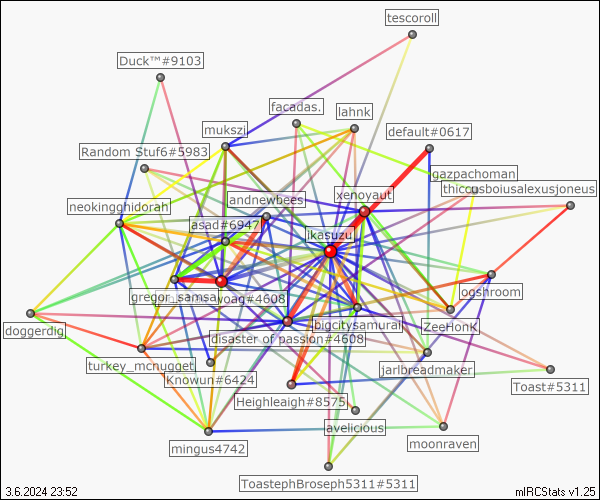 tescoroll
Duck™#9103
facadas.
lahnk
mukszi
default#0617
Random Stuf6#5983
gazpachoman
thiccusboiusalexusjoneus
andnewbees
xenoyaut
neokingghidorah
asad#6947
ikasuzu
gregor_samsa
yoag#4608
jogshroom
doggerdig
bigcitysamurai
ZeeHonK
disaster of passion#4608
turkey_mcnugget
jarlbreadmaker
Knowun#6424
Toast#5311
Heighleaigh#8575
avelicious
mingus4742
moonraven
ToastephBroseph5311#5311
3.6.2024 23:52
mIRCStats v1.25